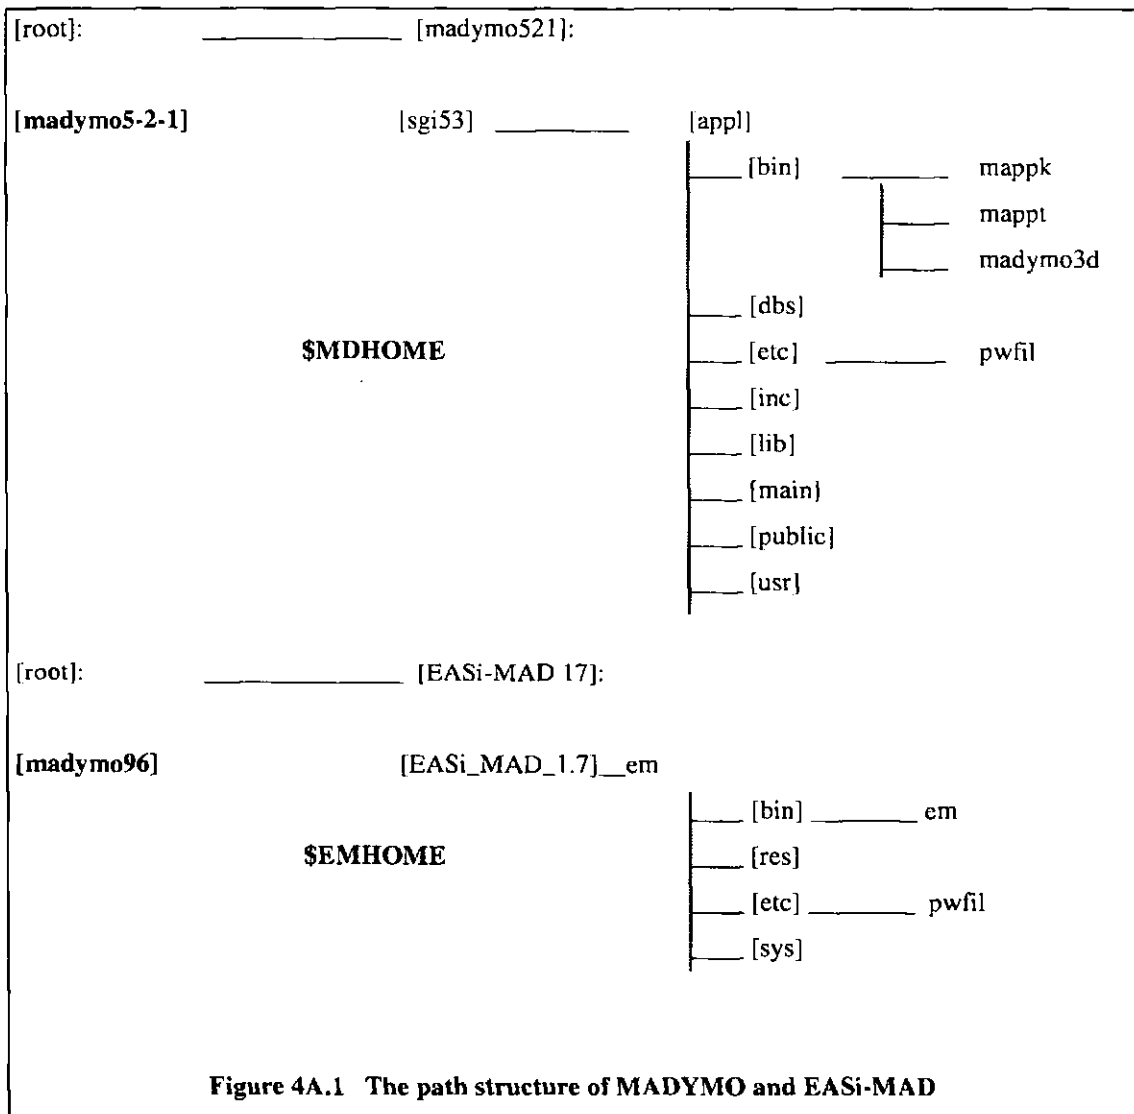 [root]: [madymo521]:
[madymo5-2-1] [sgi53] [appl]
[bin] mappk
mappt
madymo3d
[dbs]
$MDHOME [etc] pwfil
[inc]
[lib]
[main]
[public]
[usr]
[root]: [EASi-MAD 17]:
[madymo96] [EASi_MAD_1.7]__em
[bin] em
$EMHOME [res]
[etc] pwfil
[sys]
Figure 4A.1 The path structure of MADYMO and EASi-MAD